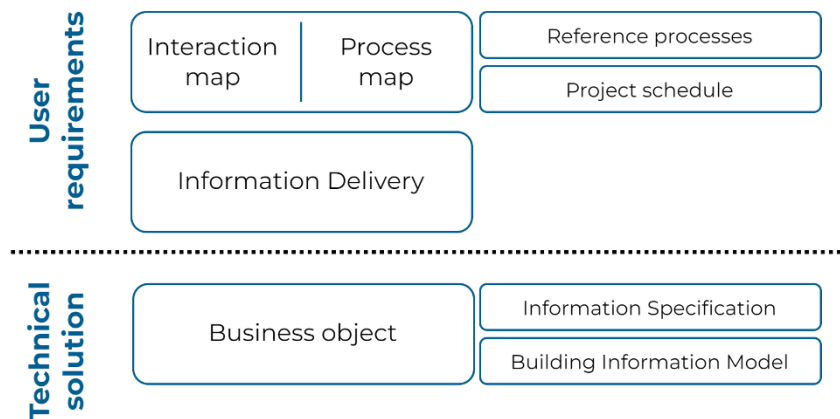 User
requirements
Interaction
map
Process
map
Reference processes
Project schedule
Information Delivery
Technical
solution
Business object
Information Specification
Building Information Model